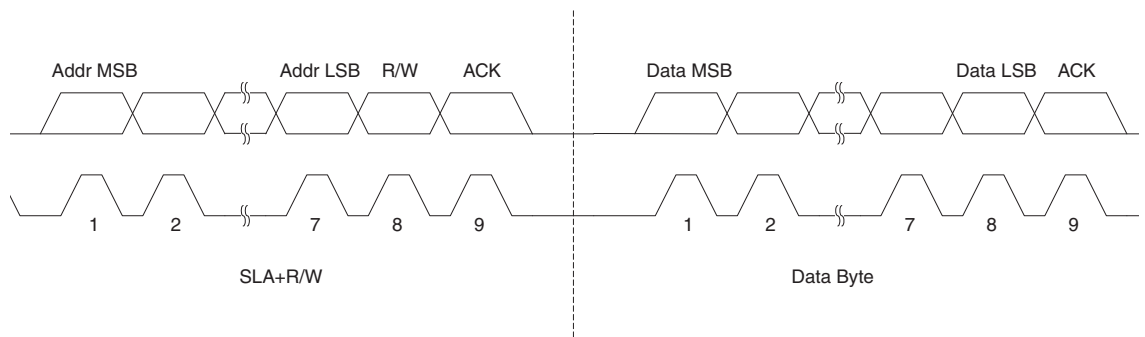 Addr MSB Addr LSB R/W ACK Data MSB Data LSB ACK
1 2 7 8 9 1 2 7 8 9
SLA+R/W Data Byte